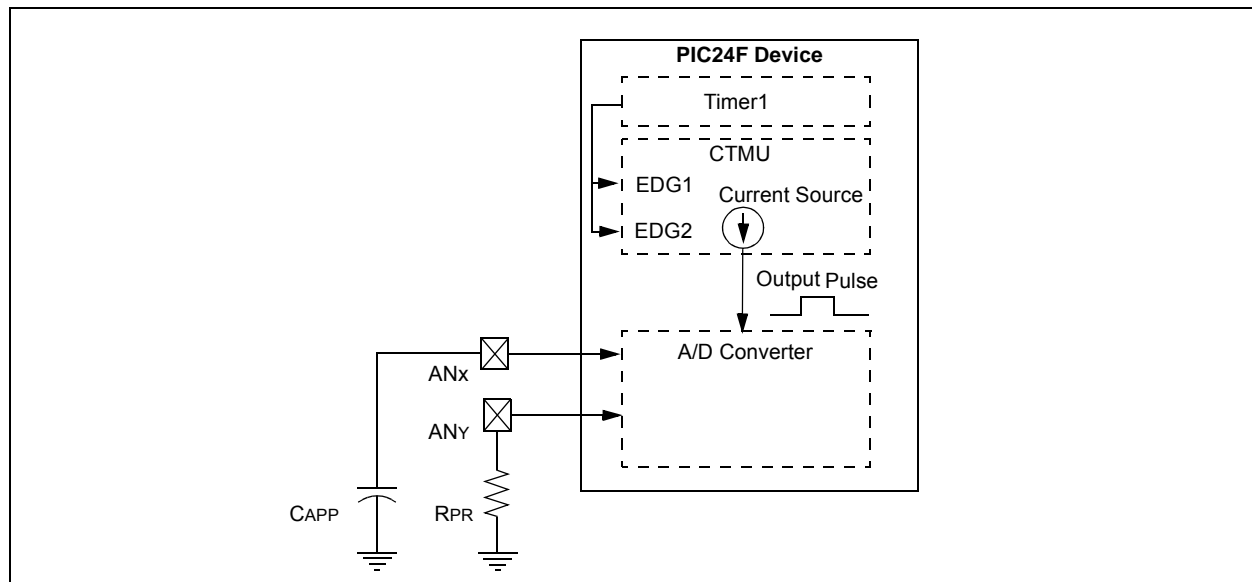 PIC24F Device
Timer1
CTMU
EDG1
Current Source
EDG2
Output Pulse
A/D Converter
ANx
ANY
CAPP
RPR